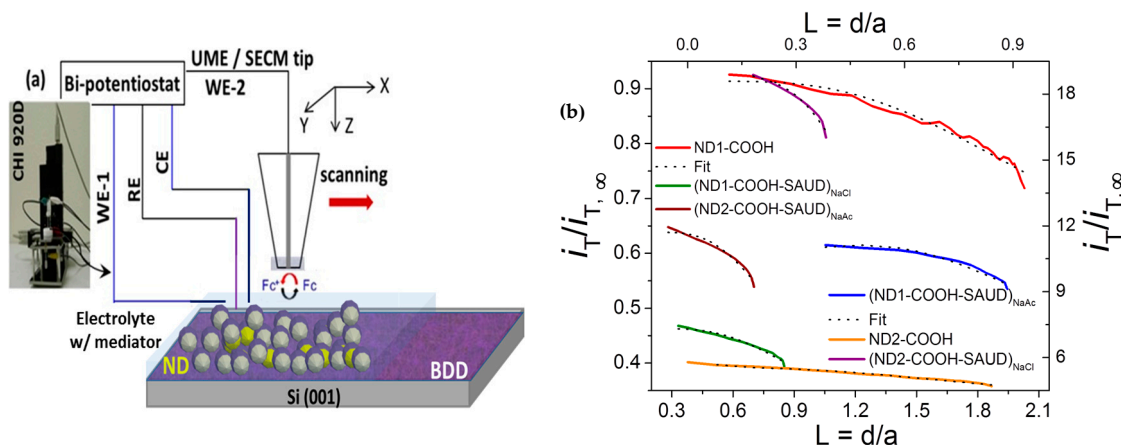 (a)
Bi-potentiostat
UME / SECM tip
WE-2
CHI 920D
WE-1
RE
CE
X
Y
Z
scanning
Fc⁺ Fc
Electrolyte
w/ mediator
ND
BDD
Si (001)
(b)
L = d/a
0.0 0.3 0.6 0.9
i_T/i_T,∞
0.9
0.8
0.7
0.6
0.5
0.4
ND1-COOH
Fit
(ND1-COOH-SAUD)NaCl
(ND2-COOH-SAUD)NaAc
(ND1-COOH-SAUD)NaAc
Fit
ND2-COOH
(ND2-COOH-SAUD)NaCl
18
15
12
9
6
i_T/i_T,∞
0.3 0.6 0.9 1.2 1.5 1.8 2.1
L = d/a